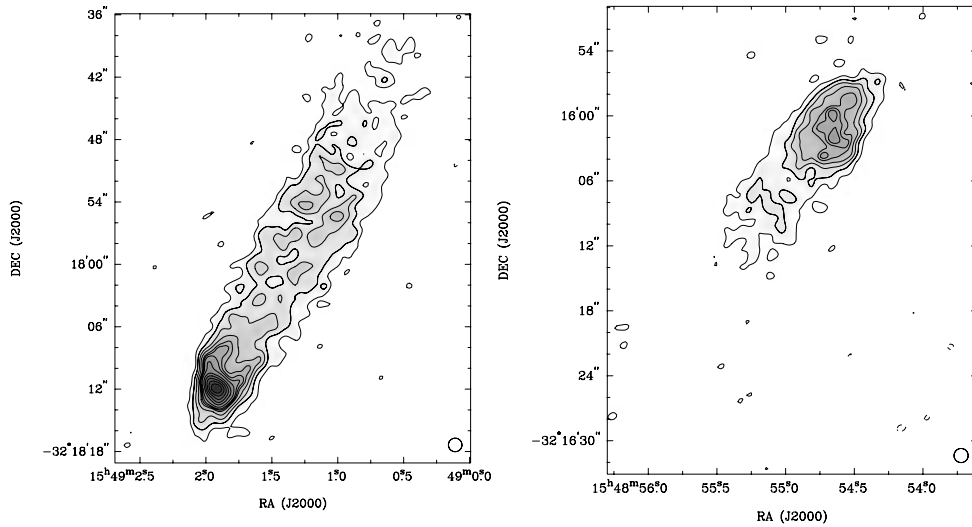 36"
42"
48"
54"
18'00"
06"
12"
−32° 18'18"
DEC (J2000)
15h49m2s.5
2s.0
1s.5
1s.0
0s.5
49m0s.0
RA (J2000)
54"
16'00"
06"
12"
18"
24"
−32° 16'30"
DEC (J2000)
15h48m56s.0
55s.5
55s.0
54s.5
54s.0
RA (J2000)